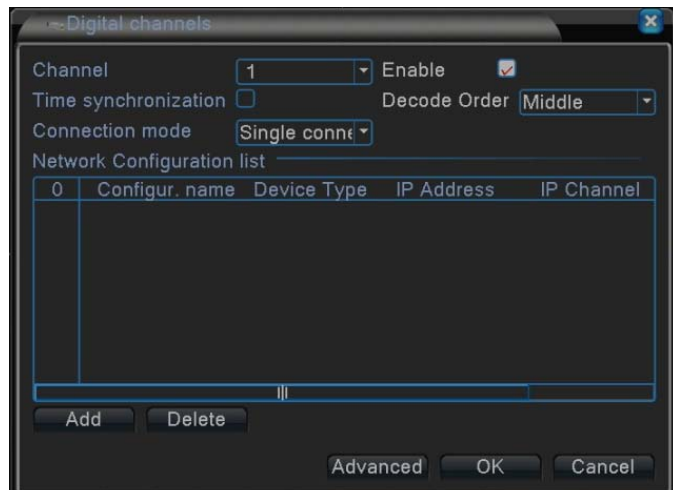 Digital channels
Channel 1 Enable
Time synchronization Decode Order Middle
Connection mode Single conne
Network Configuration list
0 Configur. name Device Type IP Address IP Channel
Add Delete
Advanced OK Cancel